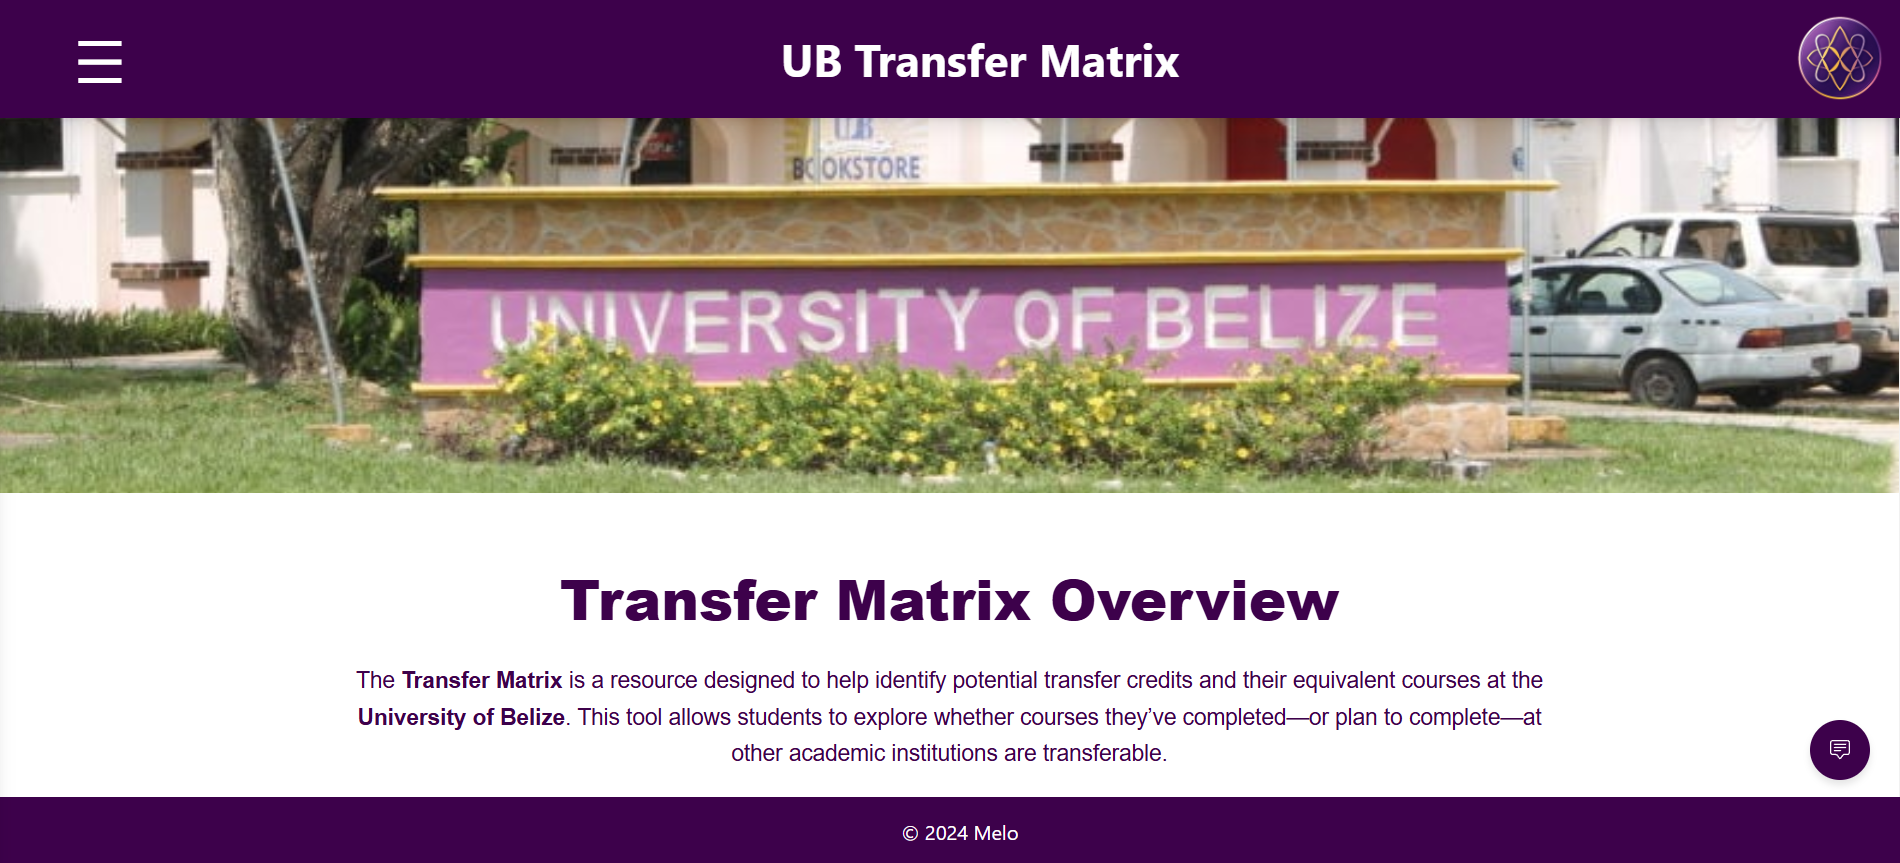 UB Transfer Matrix
UB
BOOKSTORE
UNIVERSITY OF BELIZE
Transfer Matrix Overview
The Transfer Matrix is a resource designed to help identify potential transfer credits and their equivalent courses at the
University of Belize. This tool allows students to explore whether courses they’ve completed—or plan to complete—at
other academic institutions are transferable.
© 2024 Melo